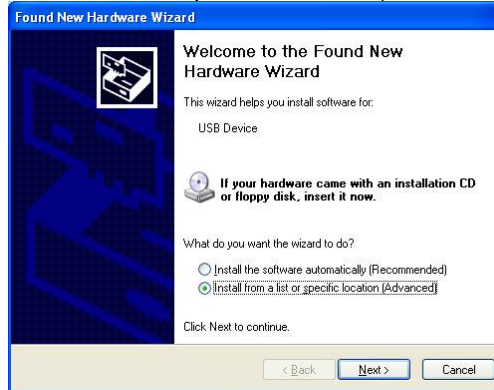 Found New Hardware Wizard
Welcome to the Found New
Hardware Wizard
This wizard helps you install software for:
USB Device
If your hardware came with an installation CD
or floppy disk, insert it now.
What do you want the wizard to do?
Install the software automatically (Recommended)
Install from a list or specific location (Advanced)
Click Next to continue.
< Back
Next >
Cancel